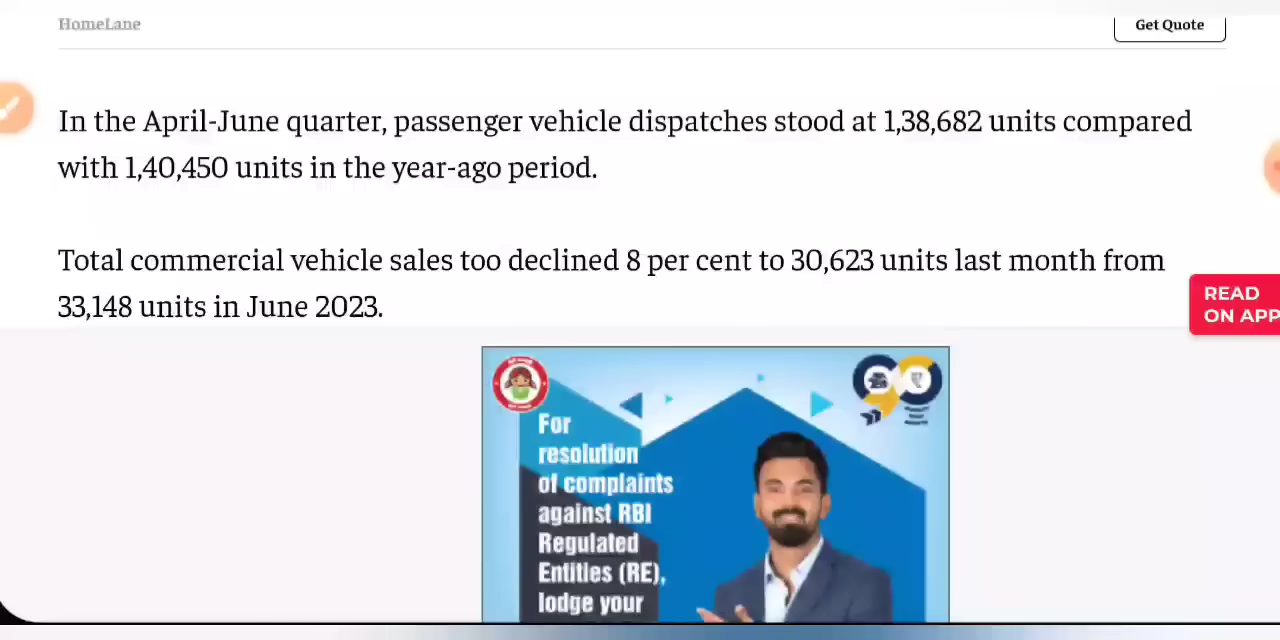 HomeLane
Get Quote
In the April-June quarter, passenger vehicle dispatches stood at 1,38,682 units compared
with 1,40,450 units in the year-ago period.
Total commercial vehicle sales too declined 8 per cent to 30,623 units last month from
33,148 units in June 2023.
READ
ON APP
For
resolution
of complaints
against RBI
Regulated
Entities (RE),
lodge your